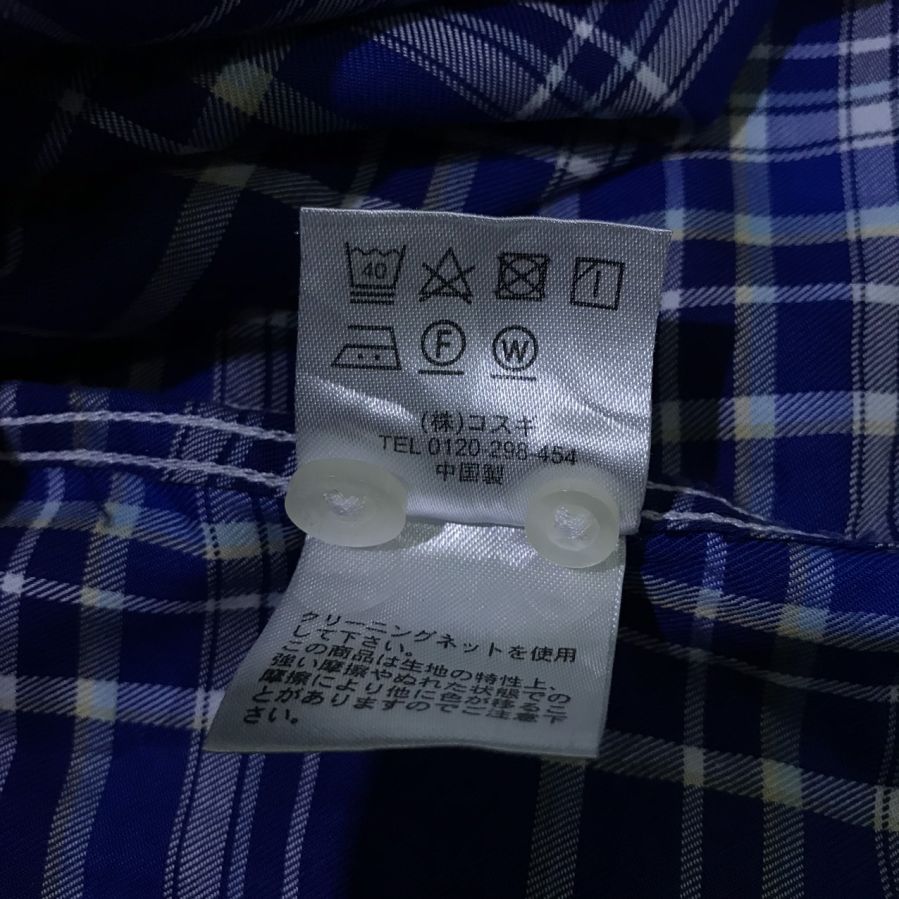 40
F
W
(株)コスギ
TEL 0120-298-454
中国製
クリーニングネットを使用
して下さい。
この商品は生地の特性上、
強い摩擦やぬれた状態での
摩擦により他に色が移るこ
とがありますのでご注意下
さい。